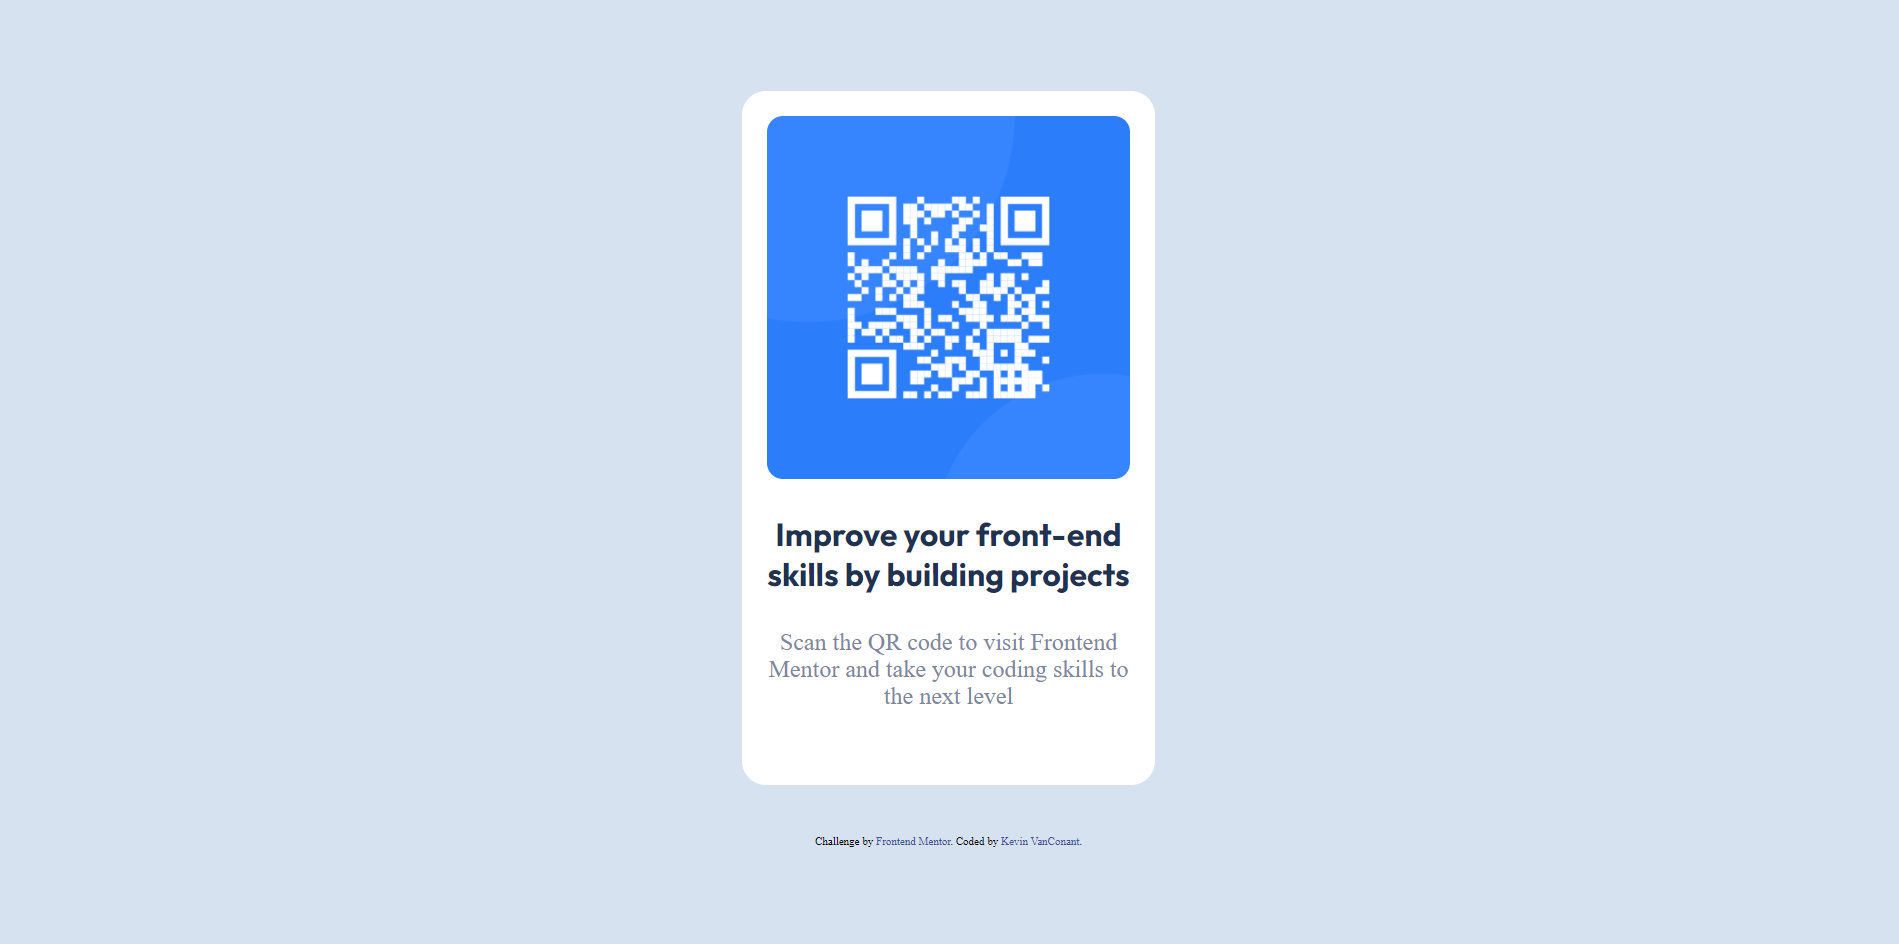 Improve your front-end
skills by building projects
Scan the QR code to visit Frontend
Mentor and take your coding skills to
the next level
Challenge by Frontend Mentor. Coded by Kevin VanConant.